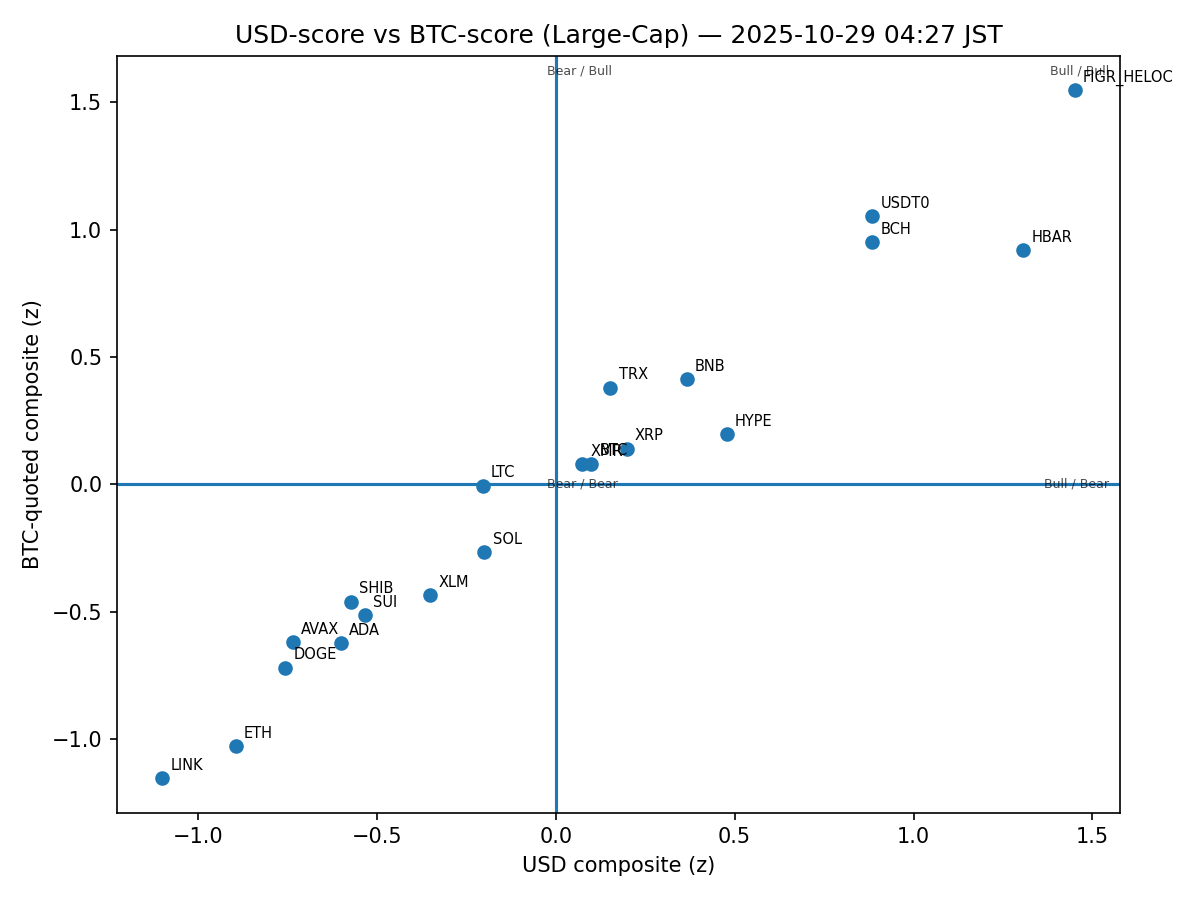 USD-score vs BTC-score (Large-Cap) — 2025-10-29 04:27 JST
Bear / Bull
Bull / Bull
FIGR_HELOC
1.5
USDT0
1.0
BCH
HBAR
0.5
TRX
BNB
HYPE
XRP
XMR
BTC
LTC
0.0
Bear / Bear
Bull / Bear
SOL
XLM
SHIB
SUI
−0.5
AVAX
ADA
DOGE
ETH
−1.0
LINK
BTC-quoted composite (z)
−1.0
−0.5
0.0
0.5
1.0
1.5
USD composite (z)